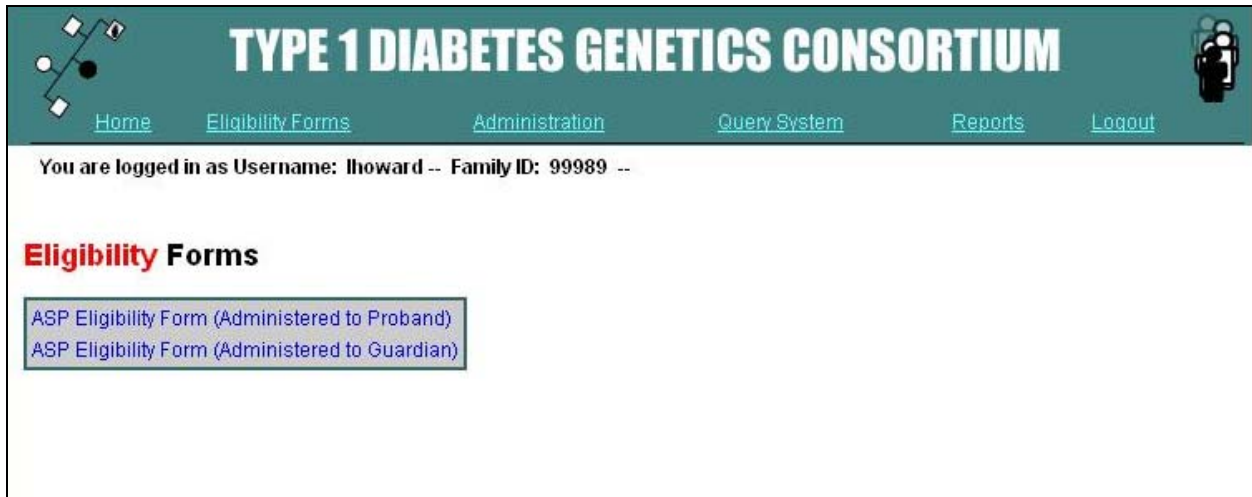 TYPE 1 DIABETES GENETICS CONSORTIUM
Home Eligibility Forms Administration Query System Reports Logout
You are logged in as Username: lhoward -- Family ID: 99989 --
Eligibility Forms
ASP Eligibility Form (Administered to Proband)
ASP Eligibility Form (Administered to Guardian)